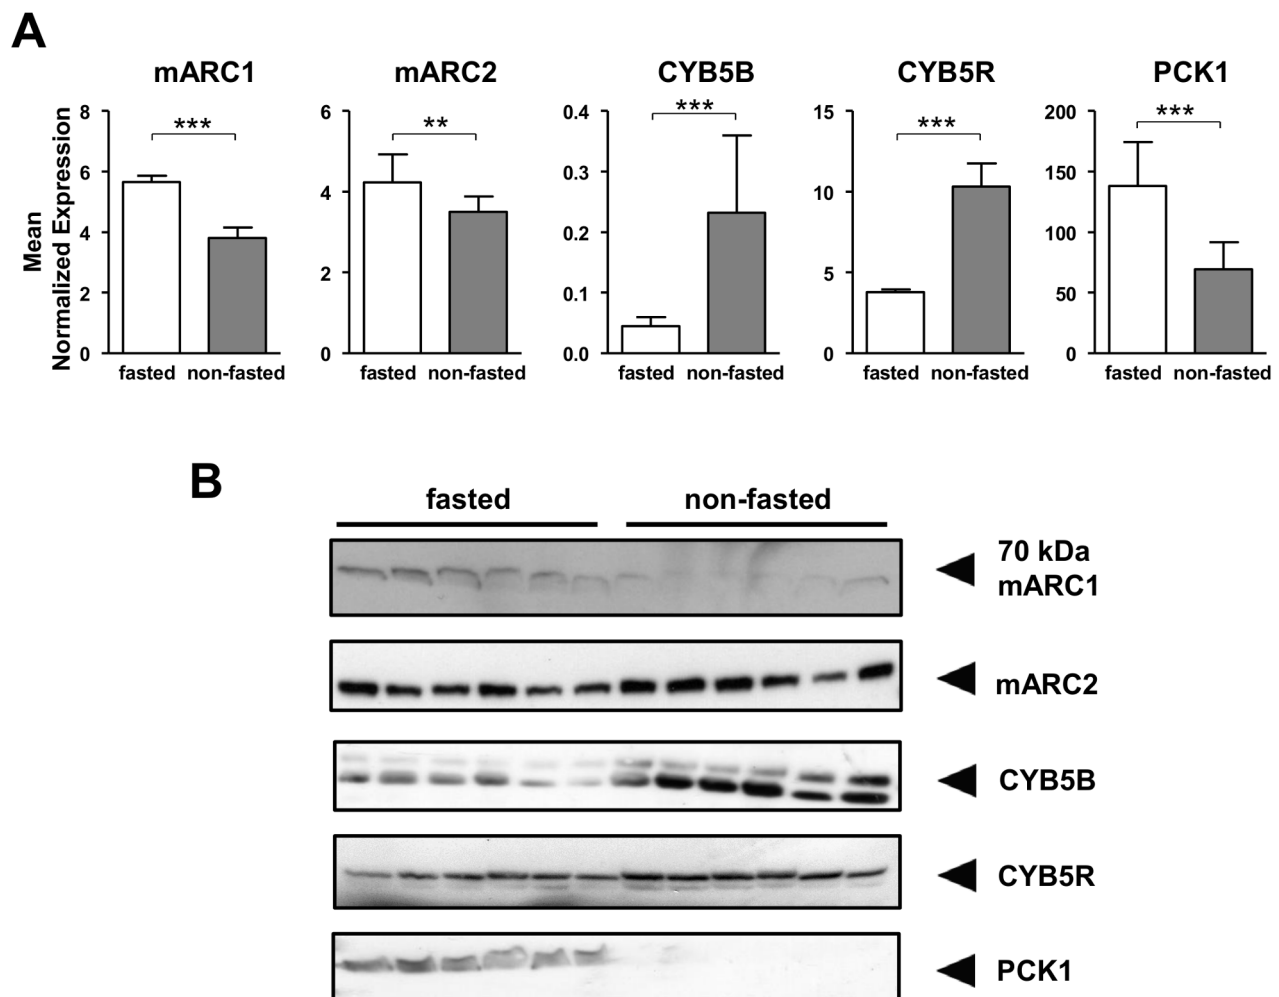 A
mARC1
mARC2
CYB5B
CYB5R
PCK1
Mean
Normalized Expression
8
6
4
2
0
***
fasted non-fasted
6
4
2
0
**
fasted non-fasted
0.4
0.3
0.2
0.1
0.0
***
fasted non-fasted
15
10
5
0
***
fasted non-fasted
200
150
100
50
0
***
fasted non-fasted
B
fasted
non-fasted
70 kDa
mARC1
mARC2
CYB5B
CYB5R
PCK1